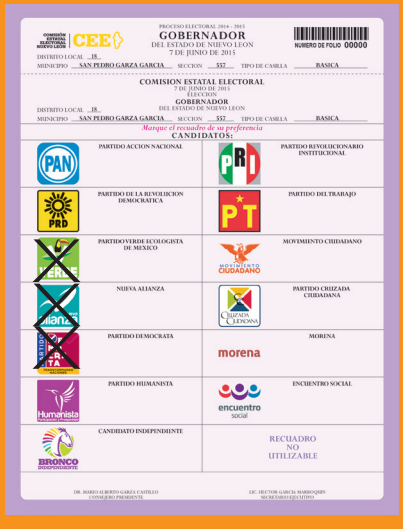 COMISIÓN
ESTATAL
ELECTORAL
NUEVO LEÓN
CEE
PROCESO ELECTORAL 2014 - 2015
GOBERNADOR
DEL ESTADO DE NUEVO LEON
7 DE JUNIO DE 2015
NUMERO DE FOLIO 00000
DISTRITO LOCAL 18
MUNICIPIO SAN PEDRO GARZA GARCIA SECCION 557 TIPO DE CASILLA BASICA
COMISION ESTATAL ELECTORAL
7 DE JUNIO DE 2015
ELECCION
GOBERNADOR
DISTRITO LOCAL 18 DEL ESTADO DE NUEVO LEON
MUNICIPIO SAN PEDRO GARZA GARCIA SECCION 557 TIPO DE CASILLA BASICA
Marque el recuadro de su preferencia
CANDIDATOS:
PAN
PARTIDO ACCION NACIONAL
PRI
PARTIDO REVOLUCIONARIO
INSTITUCIONAL
PRD
PARTIDO DE LA REVOLUCION
DEMOCRATICA
PT
PARTIDO DEL TRABAJO
VERDE
PARTIDO VERDE ECOLOGISTA
DE MEXICO
MOVIMIENTO
CIUDADANO
MOVIMIENTO CIUDADANO
alianza
NUEVA ALIANZA
CRUZADA
CIUDADANA
PARTIDO CRUZADA
CIUDADANA
PARTIDO
PARTIDO DEMOCRATA
morena
MORENA
Humanista
PARTIDO HUMANISTA
encuentro
social
ENCUENTRO SOCIAL
BRONCO
INDEPENDIENTE
CANDIDATO INDEPENDIENTE
RECUADRO
NO
UTILIZABLE
DR. MARIO ALBERTO GARZA CASTILLO
CONSEJERO PRESIDENTE
LIC. HECTOR GARCIA MARROQUIN
SECRETARIO EJECUTIVO